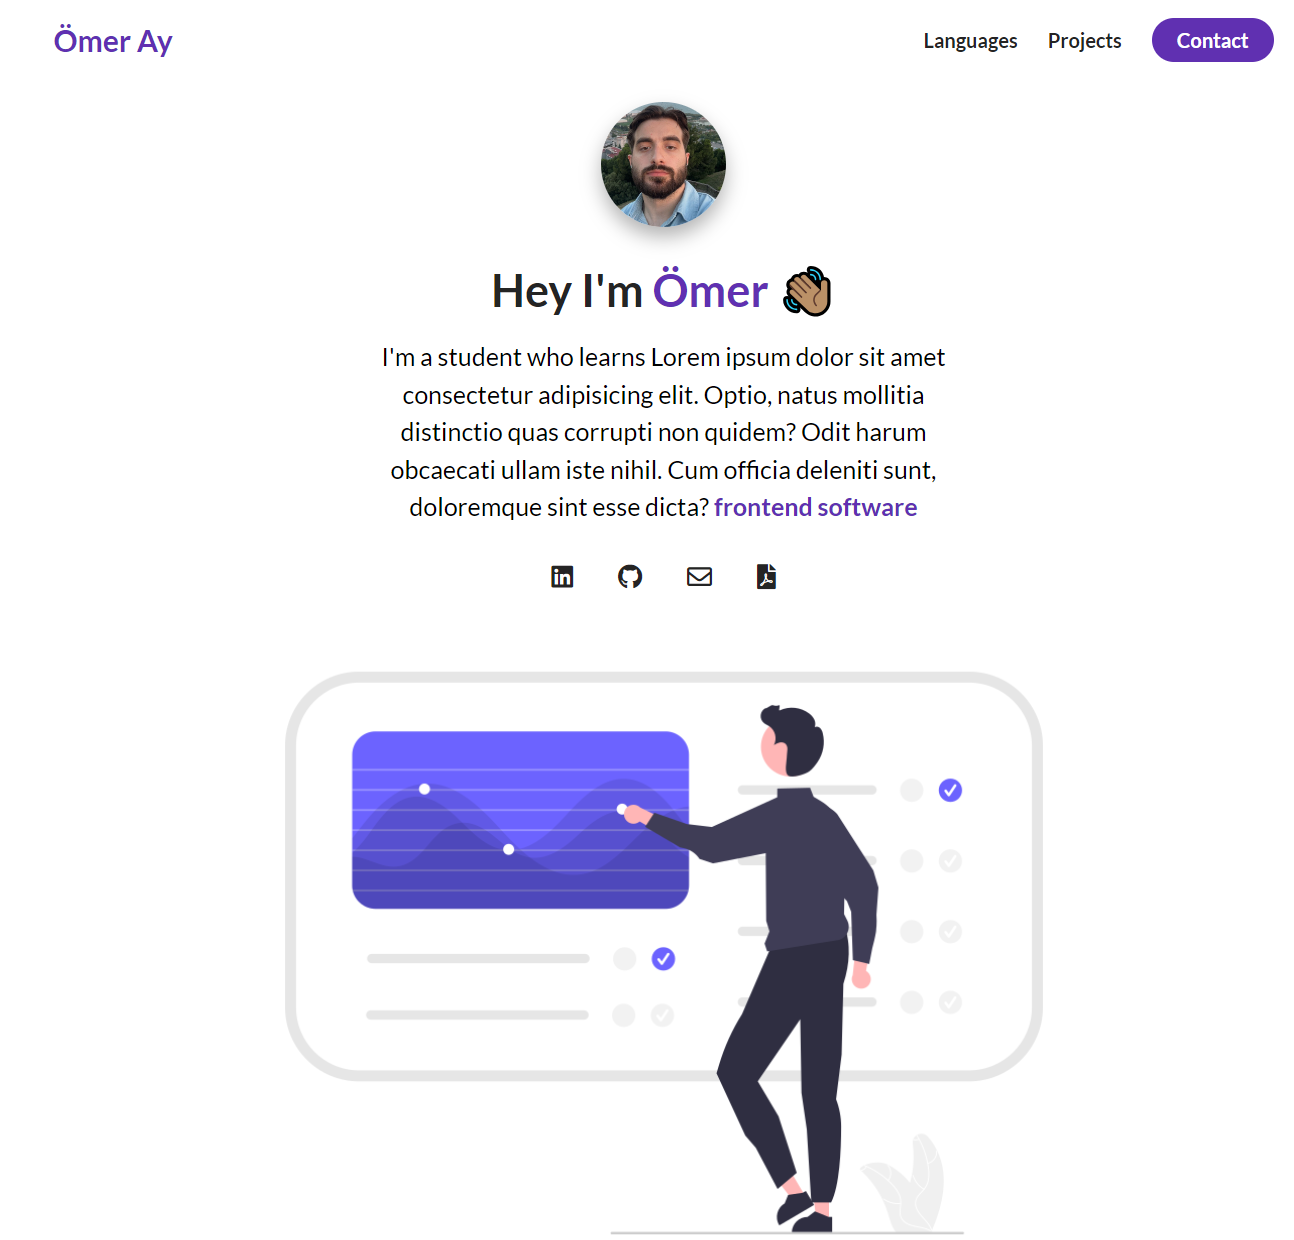 Ömer Ay
Languages
Projects
Contact
Hey I'm Ömer 👋🏽
I'm a student who learns Lorem ipsum dolor sit amet
consectetur adipisicing elit. Optio, natus mollitia
distinctio quas corrupti non quidem? Odit harum
obcaecati ullam iste nihil. Cum officia deleniti sunt,
doloremque sint esse dicta? frontend software